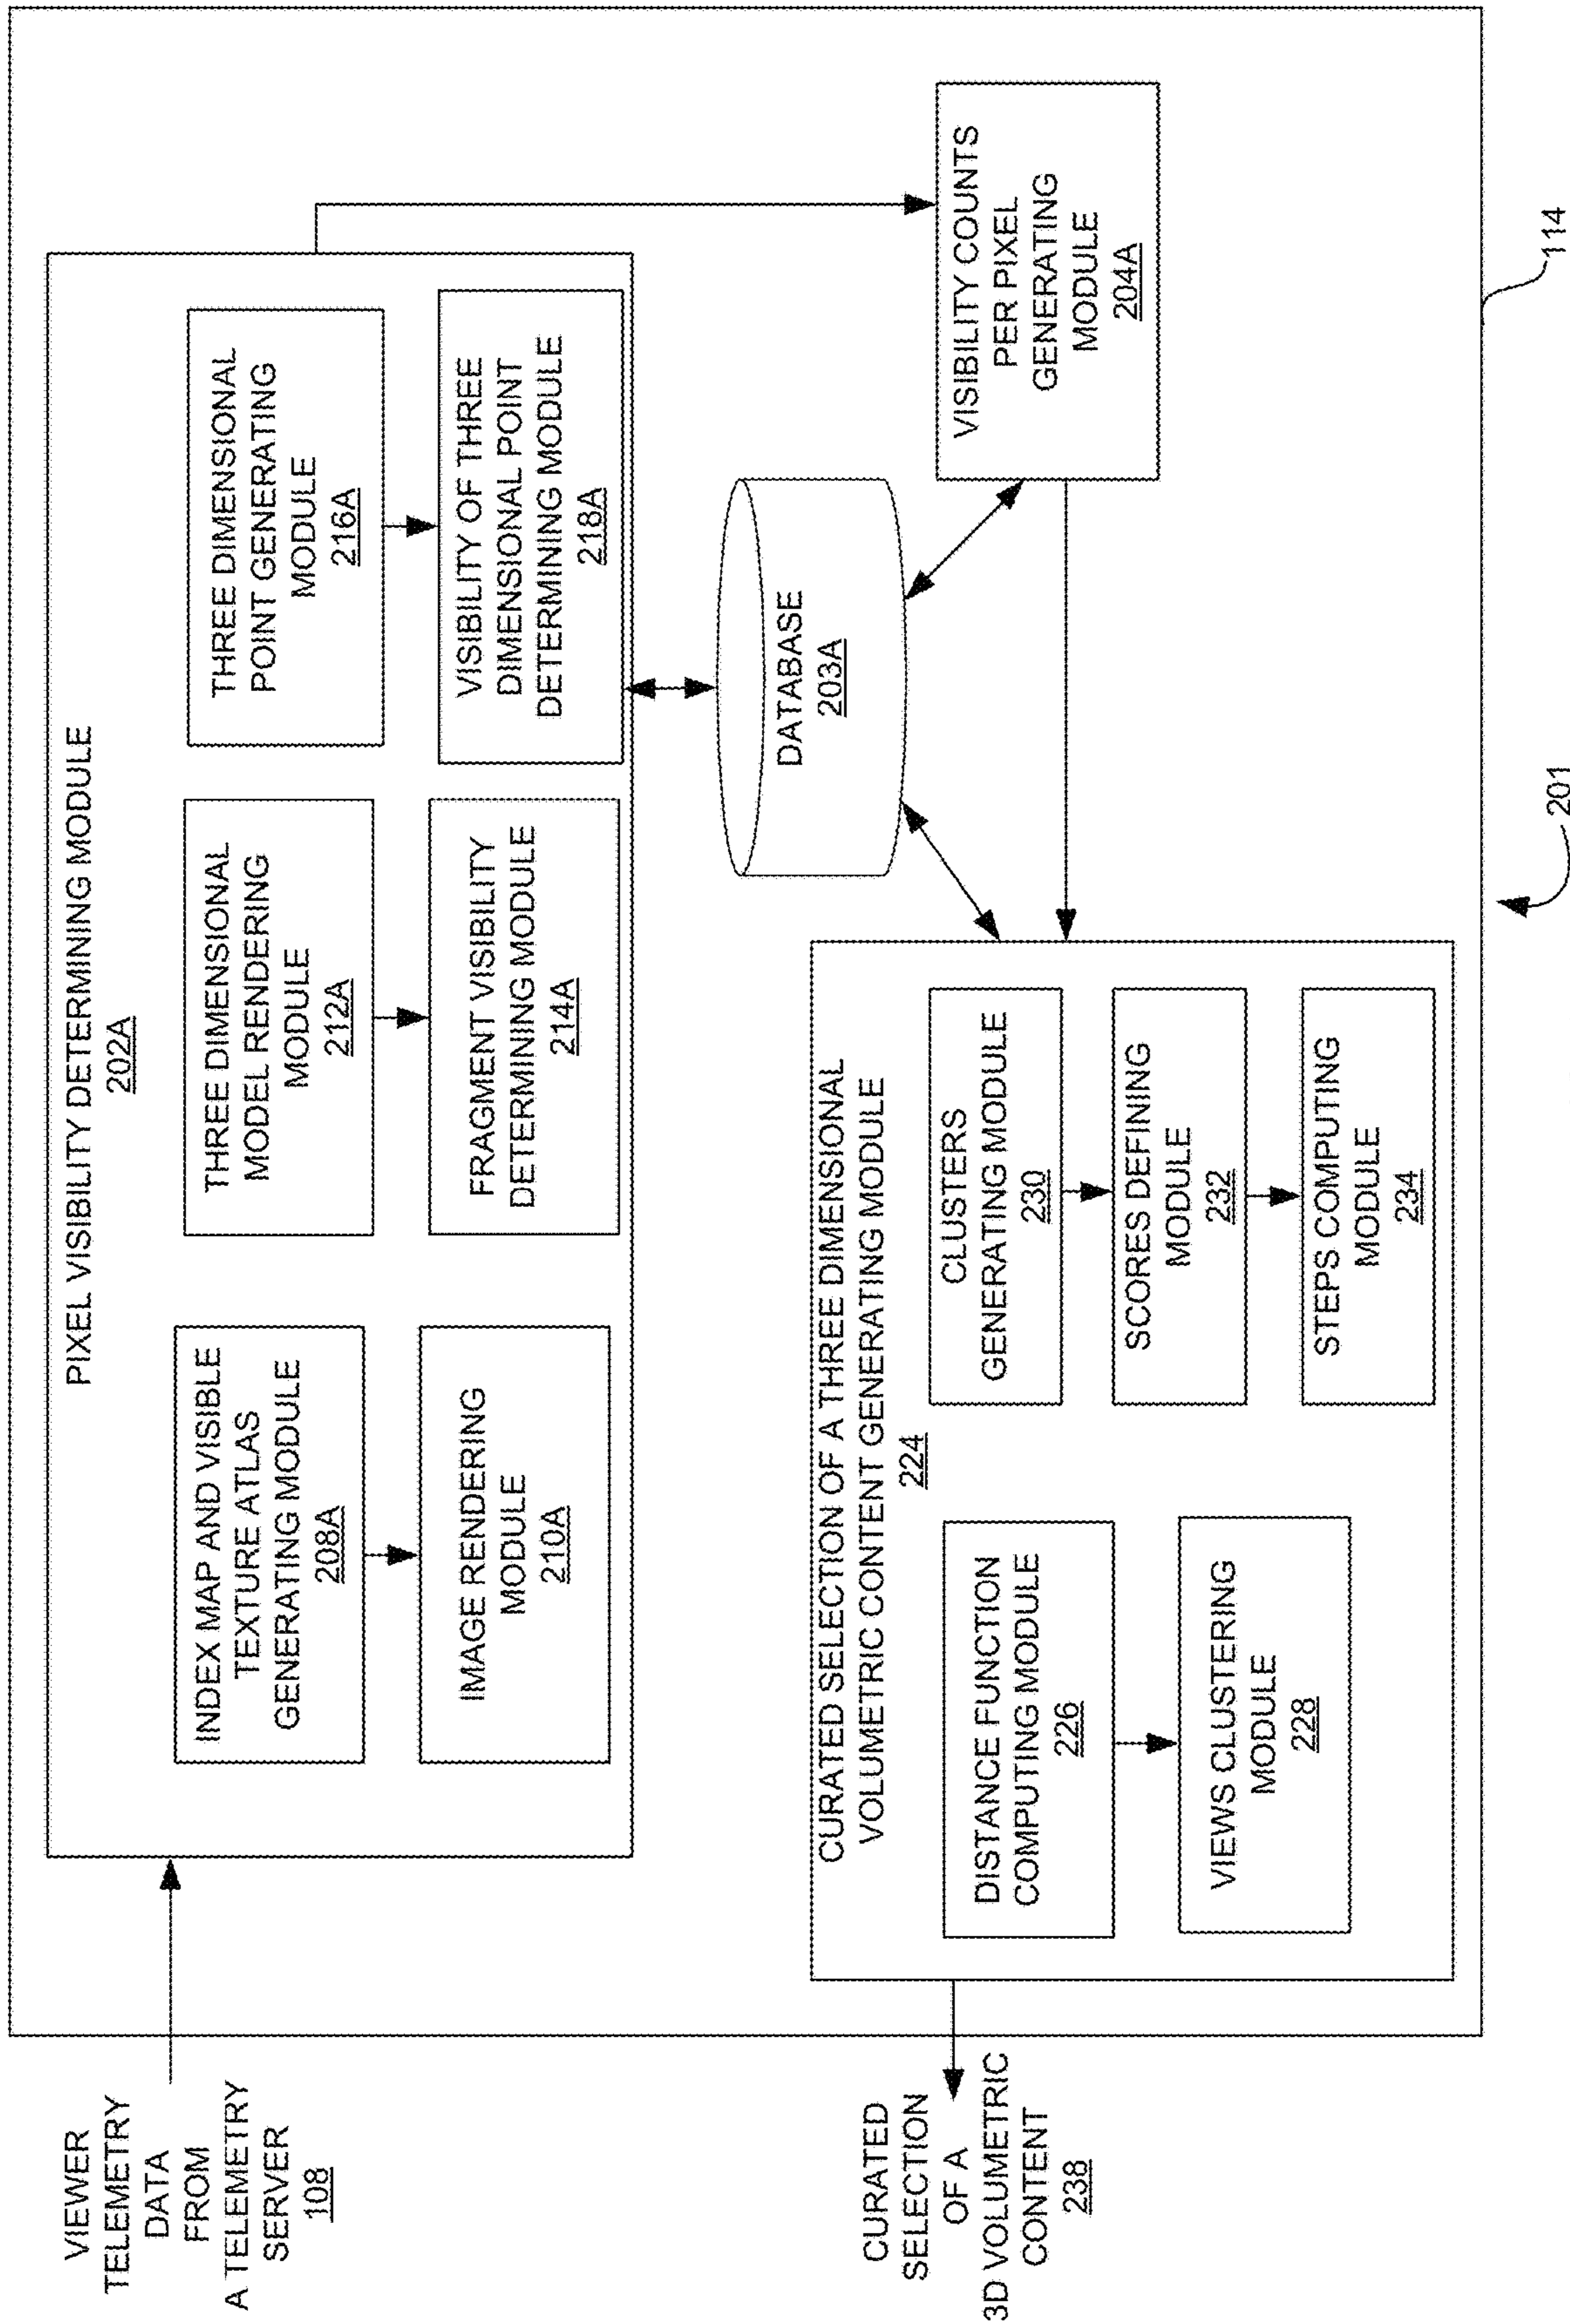 VIEWER
TELEMETRY
DATA
FROM
A TELEMETRY
SERVER
108
PIXEL VISIBILITY DETERMINING MODULE
202A
INDEX MAP AND VISIBLE
TEXTURE ATLAS
GENERATING MODULE
208A
IMAGE RENDERING
MODULE
210A
THREE DIMENSIONAL
MODEL RENDERING
MODULE
212A
FRAGMENT VISIBILITY
DETERMINING MODULE
214A
THREE DIMENSIONAL
POINT GENERATING
MODULE
216A
VISIBILITY OF THREE
DIMENSIONAL POINT
DETERMINING MODULE
218A
DATABASE
203A
VISIBILITY COUNTS
PER PIXEL
GENERATING
MODULE
204A
CURATED SELECTION OF A THREE DIMENSIONAL
VOLUMETRIC CONTENT GENERATING MODULE
224
DISTANCE FUNCTION
COMPUTING MODULE
226
VIEWS CLUSTERING
MODULE
228
CLUSTERS
GENERATING MODULE
230
SCORES DEFINING
MODULE
232
STEPS COMPUTING
MODULE
234
CURATED
SELECTION
OF A
3D VOLUMETRIC
CONTENT
238
201
114